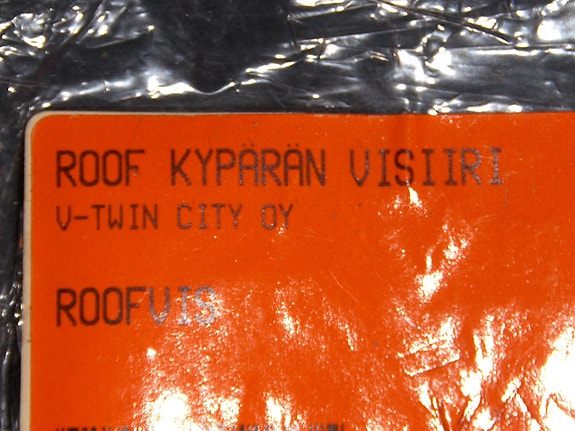 ROOF KYPÄRÄN VISIIRI
V-TWIN CITY OY
ROOFVIS